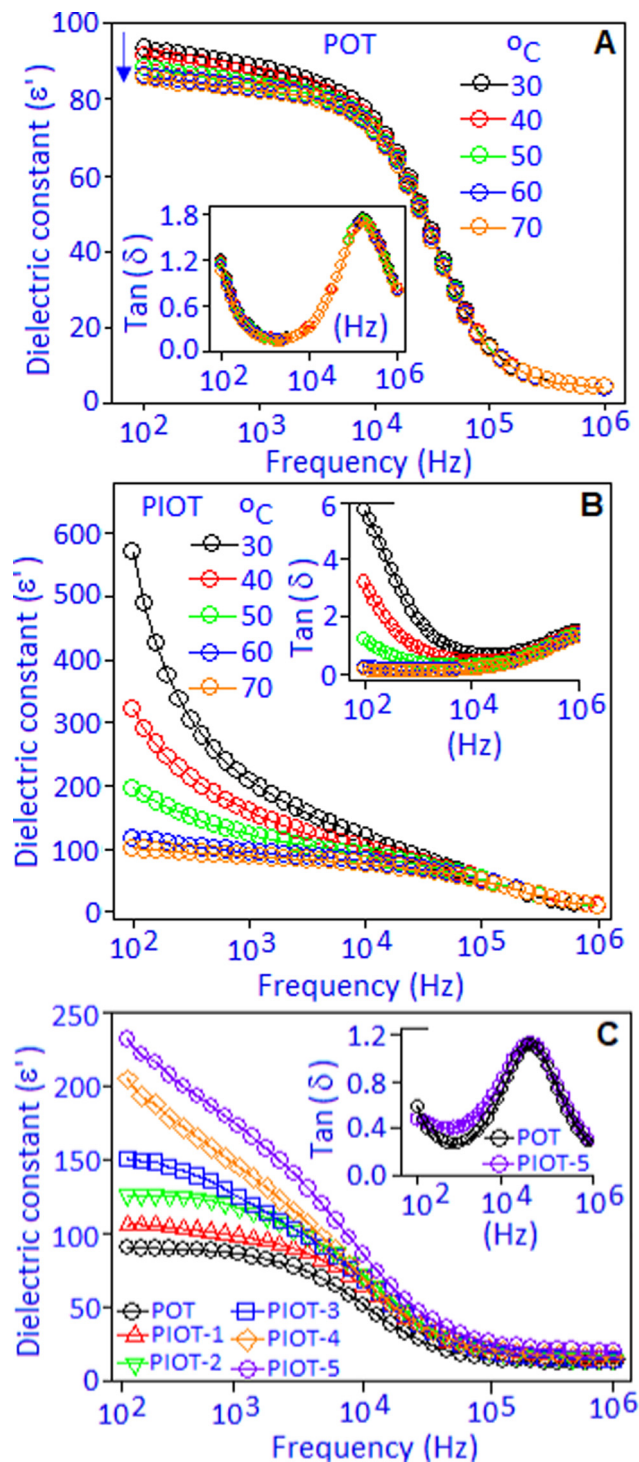 A
POT
°C
30
40
50
60
70
Dielectric constant (ε')
100
80
60
40
20
0
Tan (δ)
1.8
1.2
0.6
0.0
(Hz)
10² 10⁴ 10⁶
10² 10³ 10⁴ 10⁵ 10⁶
Frequency (Hz)
B
PIOT
°C
30
40
50
60
70
Dielectric constant (ε')
600
500
300
200
100
0
Tan (δ)
6
4
2
0
10² 10⁴ 10⁶
(Hz)
10² 10³ 10⁴ 10⁵ 10⁶
Frequency (Hz)
C
Dielectric constant (ε')
250
200
150
100
50
0
Tan (δ)
1.2
0.8
0.4
0.0
POT
PIOT-5
10² 10⁴ 10⁶
(Hz)
POT PIOT-3
PIOT-1 PIOT-4
PIOT-2 PIOT-5
10² 10³ 10⁴ 10⁵ 10⁶
Frequency (Hz)